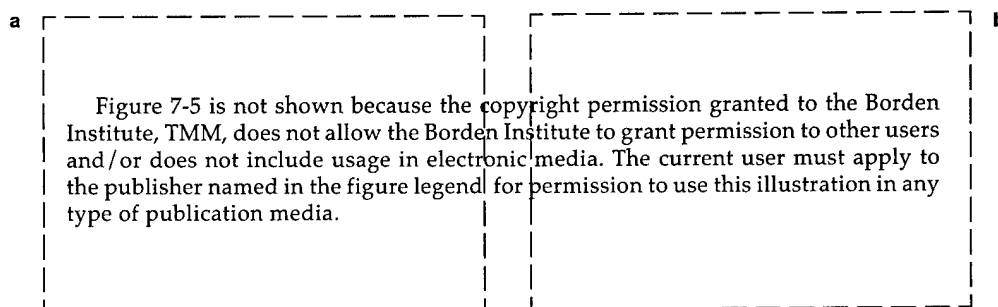 a
b
Figure 7-5 is not shown because the copyright permission granted to the Borden
Institute, TMM, does not allow the Borden Institute to grant permission to other users
and/or does not include usage in electronic media. The current user must apply to
the publisher named in the figure legend for permission to use this illustration in any
type of publication media.